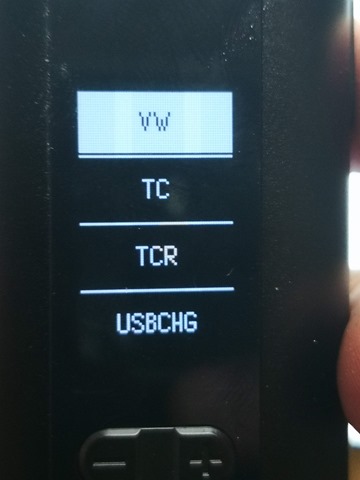 VW
TC
TCR
USBCHG
- +